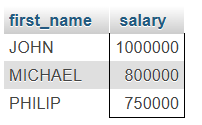 first_name salary
JOHN 1000000
MICHAEL 800000
PHILIP 750000